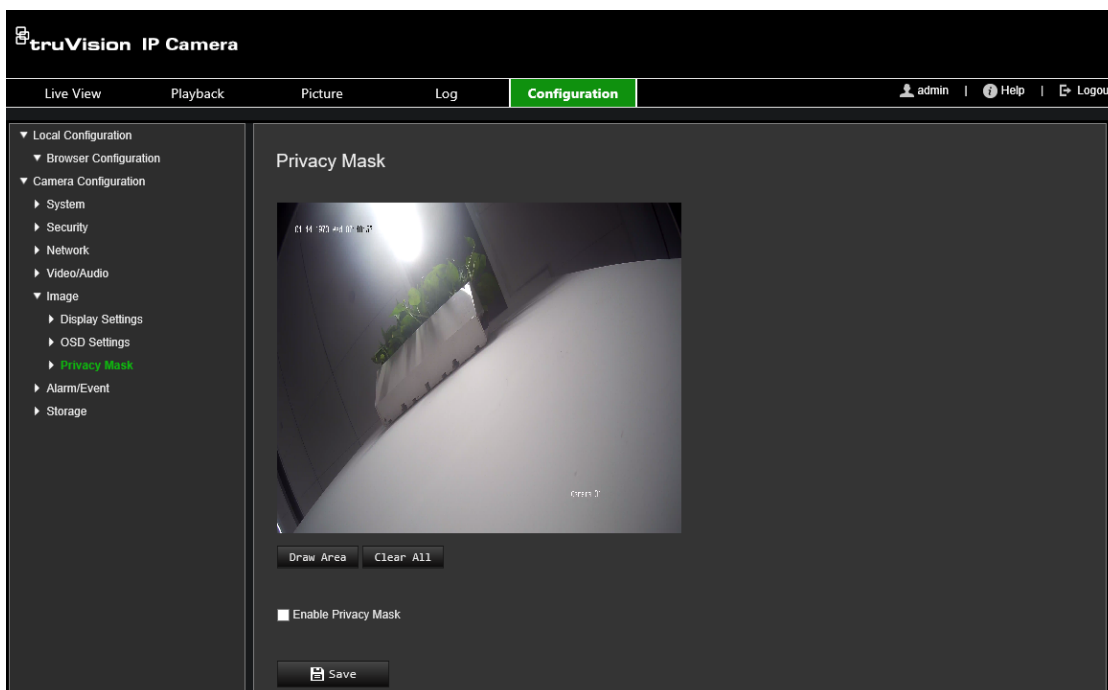 truVision IP Camera
Live View Playback Picture Log Configuration admin | Help | Logou
Local Configuration
Browser Configuration
Camera Configuration
System
Security
Network
Video/Audio
Image
Display Settings
OSD Settings
Privacy Mask
Alarm/Event
Storage
Privacy Mask
Draw Area Clear All
Enable Privacy Mask
Save